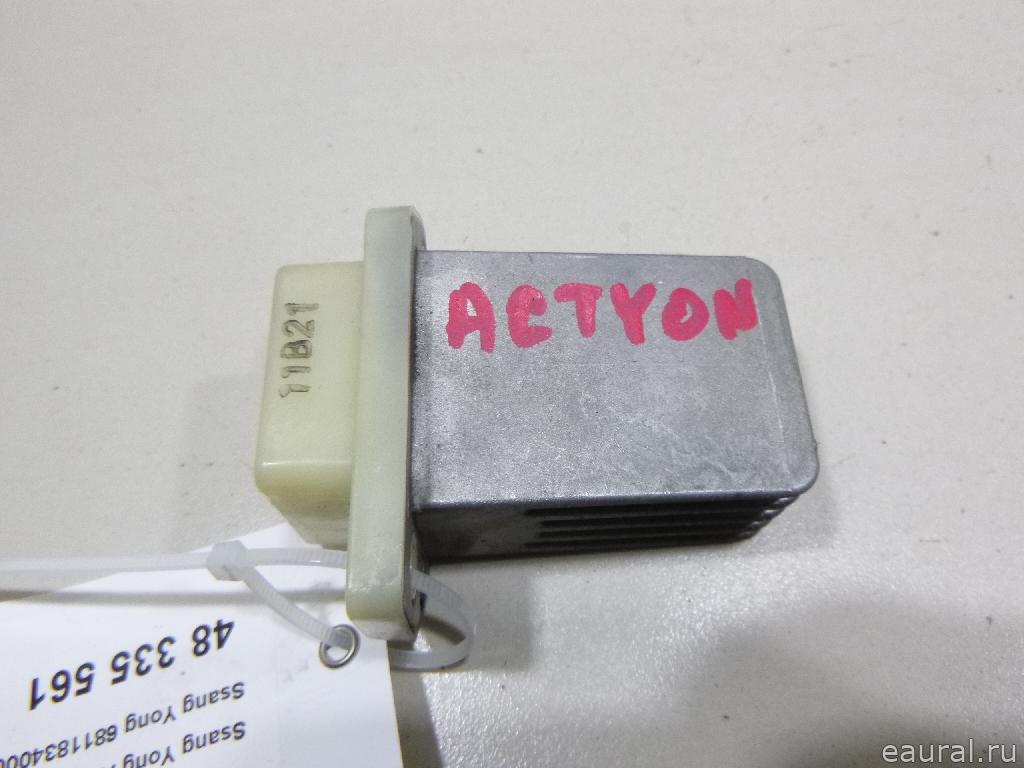 ACTYON
11B21
48 335 561
Ssang Yong 6811834000
Ssang Yong
eaural.ru